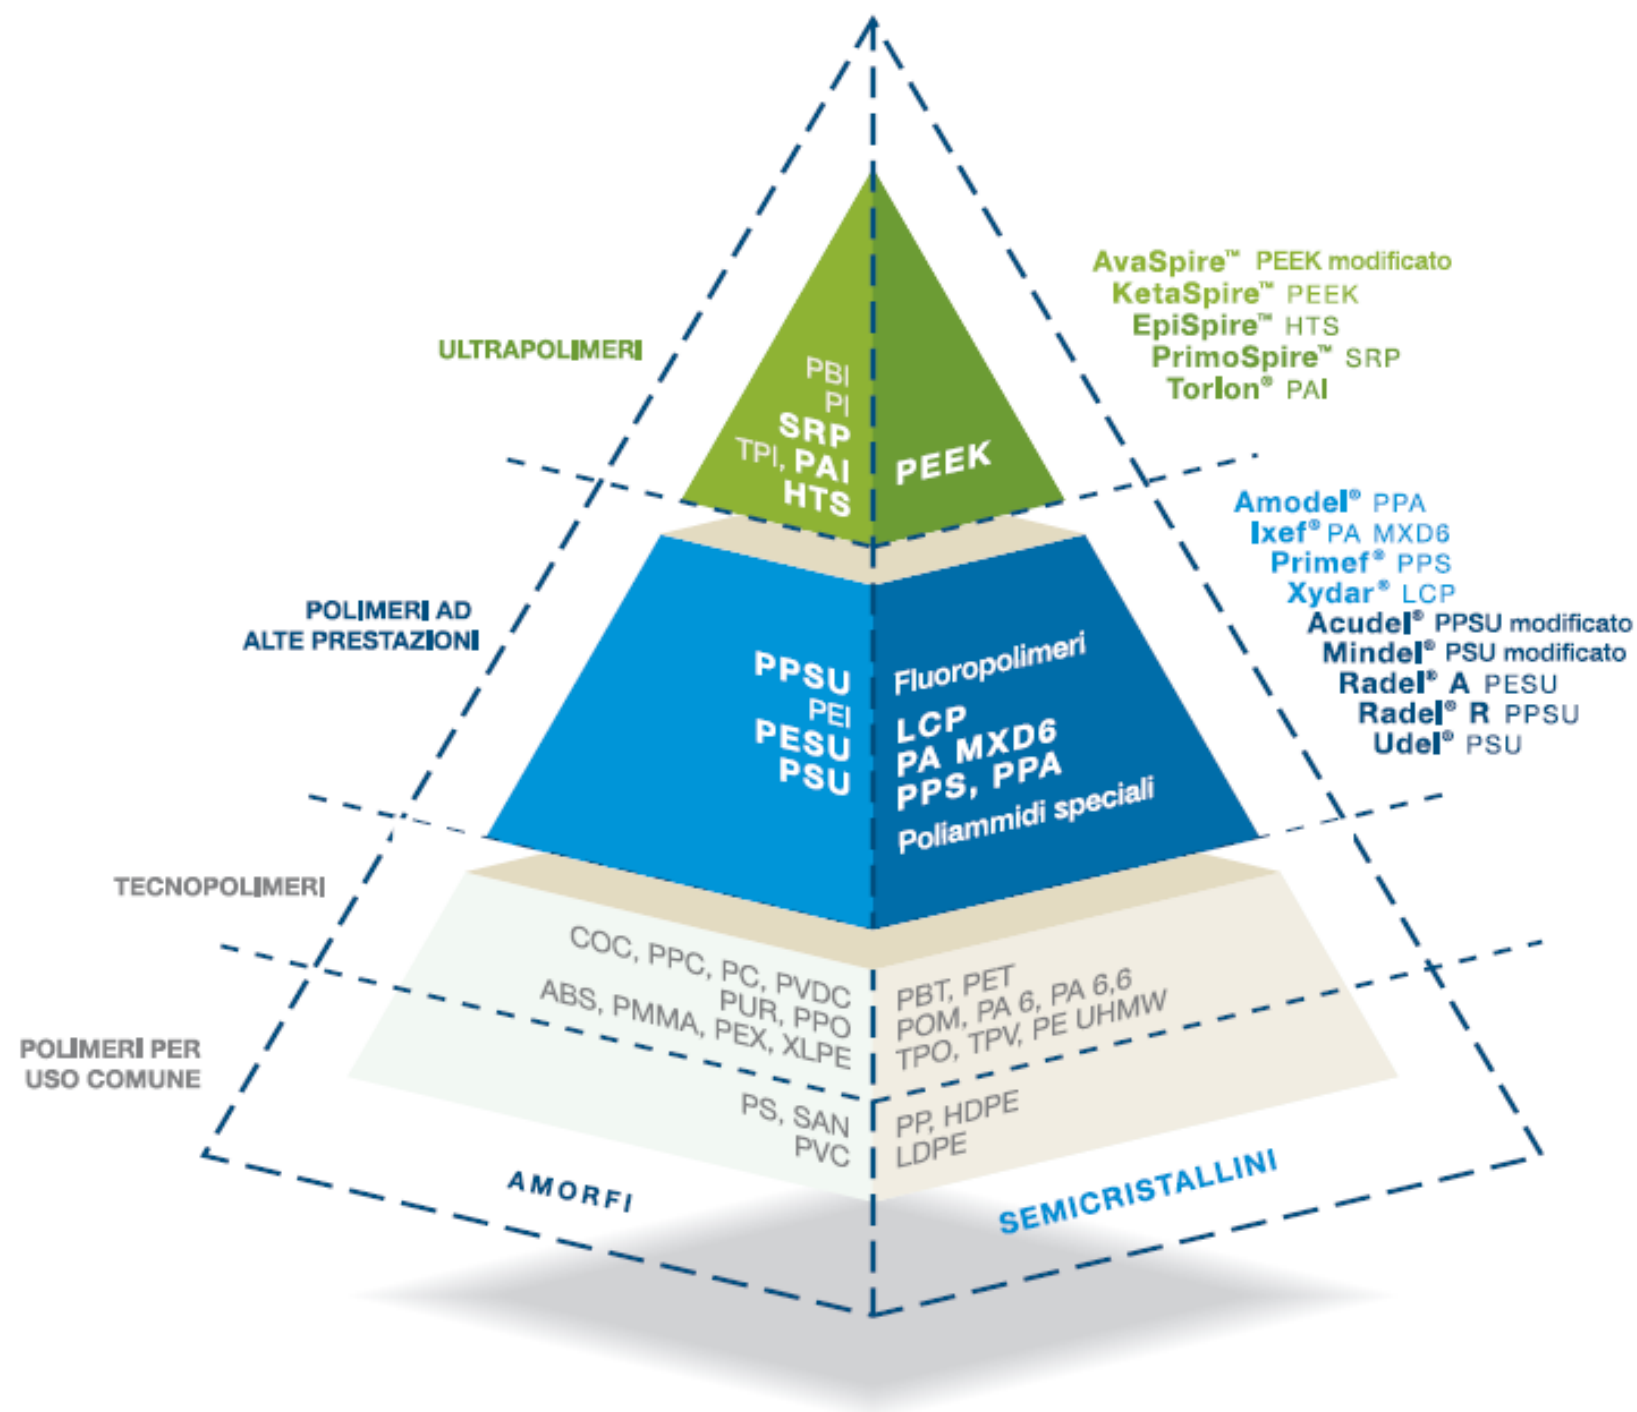 ULTRAPOLIMERI
PBI
PI
SRP
TPI, PAI
HTS
PEEK
AvaSpire™ PEEK modificato
KetaSpire™ PEEK
EpiSpire™ HTS
PrimoSpire™ SRP
Torlon® PAI
POLIMERI AD
ALTE PRESTAZIONI
PPSU
PEI
PESU
PSU
Fluoropolimeri
LCP
PA MXD6
PPS, PPA
Poliammidi speciali
Amodel® PPA
Ixef® PA MXD6
Primef® PPS
Xydar® LCP
Acudel® PPSU modificato
Mindel® PSU modificato
Radel® A PESU
Radel® R PPSU
Udel® PSU
TECNOPOLIMERI
COC, PPC, PC, PVDC
PUR, PPO
ABS, PMMA, PEX, XLPE
PBT, PET
POM, PA 6, PA 6,6
TPO, TPV, PE UHMW
POLIMERI PER
USO COMUNE
PS, SAN
PVC
PP, HDPE
LDPE
AMORFI
SEMICRISTALLINI